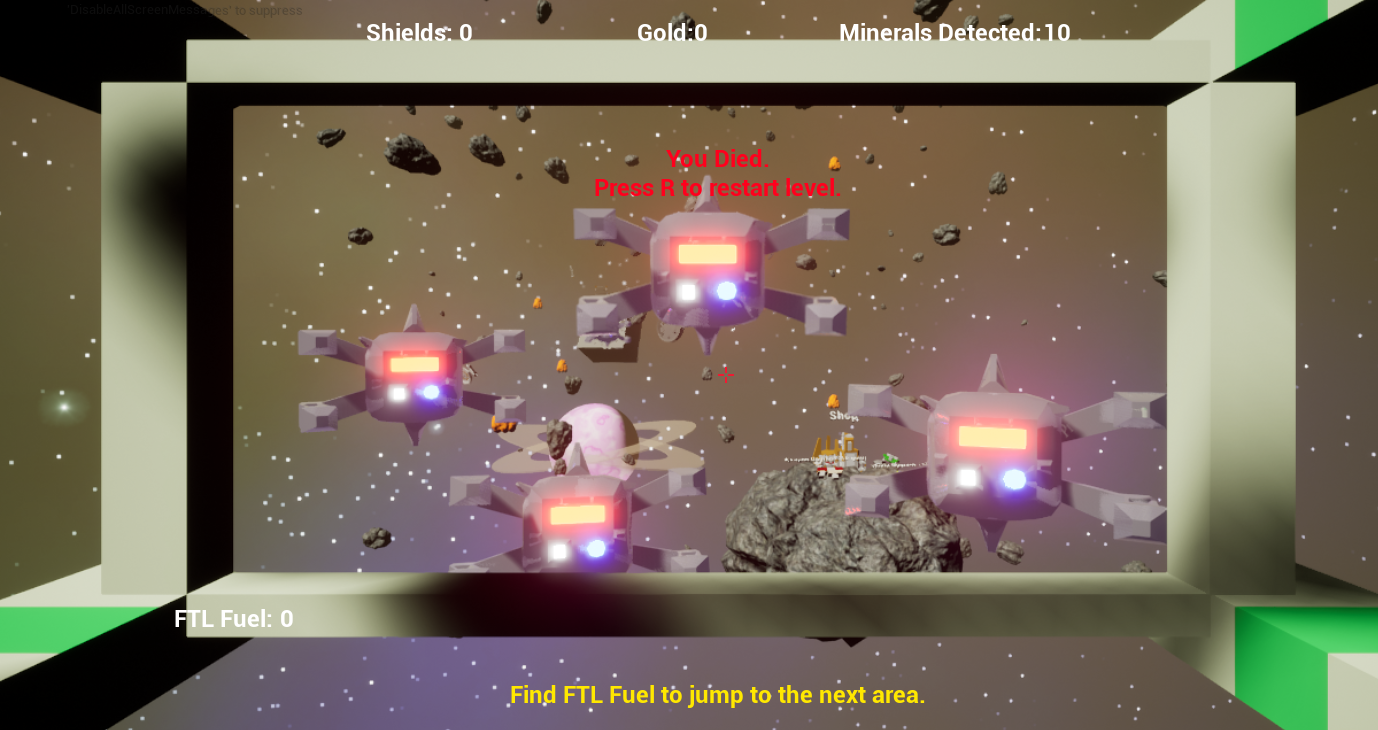 'DisableAllScreenMessages' to suppress
Shields: 0
Gold:0
Minerals Detected:10
You Died.
Press R to restart level.
Shop
FTL Fuel: 0
Find FTL Fuel to jump to the next area.